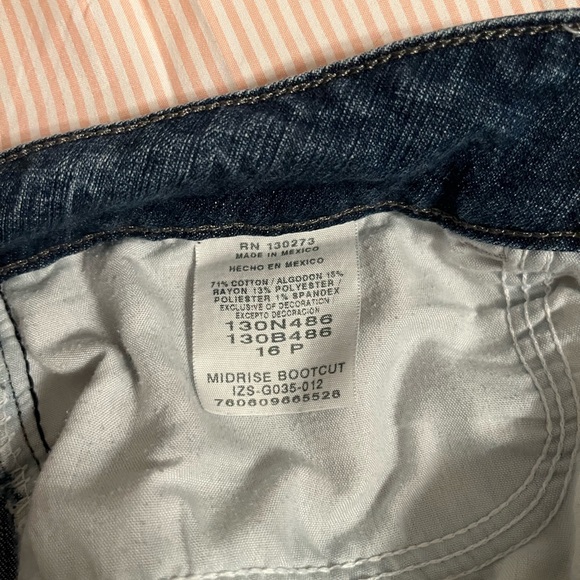 RN 130273
MADE IN MEXICO
HECHO EN MEXICO
71% COTTON / ALGODON 15%
RAYON 13% POLYESTER /
POLIESTER 1% SPANDEX
EXCLUSIVE OF DECORATION /
EXCEPTO DECORACION
130N486
130B486
16 P
MIDRISE BOOTCUT
IZS-G035-012
760609665528